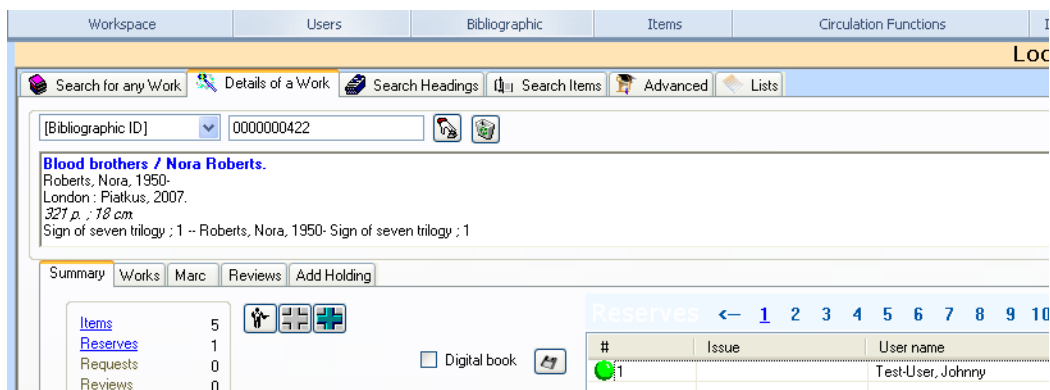 Workspace Users Bibliographic Items Circulation Functions
Search for any Work Details of a Work Search Headings Search Items Advanced Lists
[Bibliographic ID] 0000000422
Blood brothers / Nora Roberts.
Roberts, Nora, 1950-
London : Piatkus, 2007.
321 p. ; 18 cm.
Sign of seven trilogy ; 1 -- Roberts, Nora, 1950- Sign of seven trilogy ; 1
Summary Works Marc Reviews Add Holding
Items 5
Reserves 1
Requests 0
Reviews 0
Digital book
Reserves <— 1 2 3 4 5 6 7 8 9 10
# Issue User name
1 Test-User, Johnny